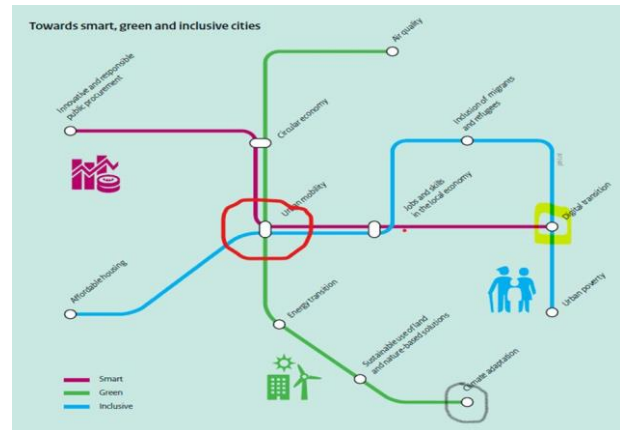 Towards smart, green and inclusive cities
Air quality
Innovative and responsible
public procurement
Circular economy
Inclusion of migrants
and refugees
Urban mobility
Jobs and skills
in the local economy
Digital transition
Affordable housing
Energy transition
Sustainable use of land
and nature-based solutions
Urban poverty
Climate adaptation
Smart
Green
Inclusive